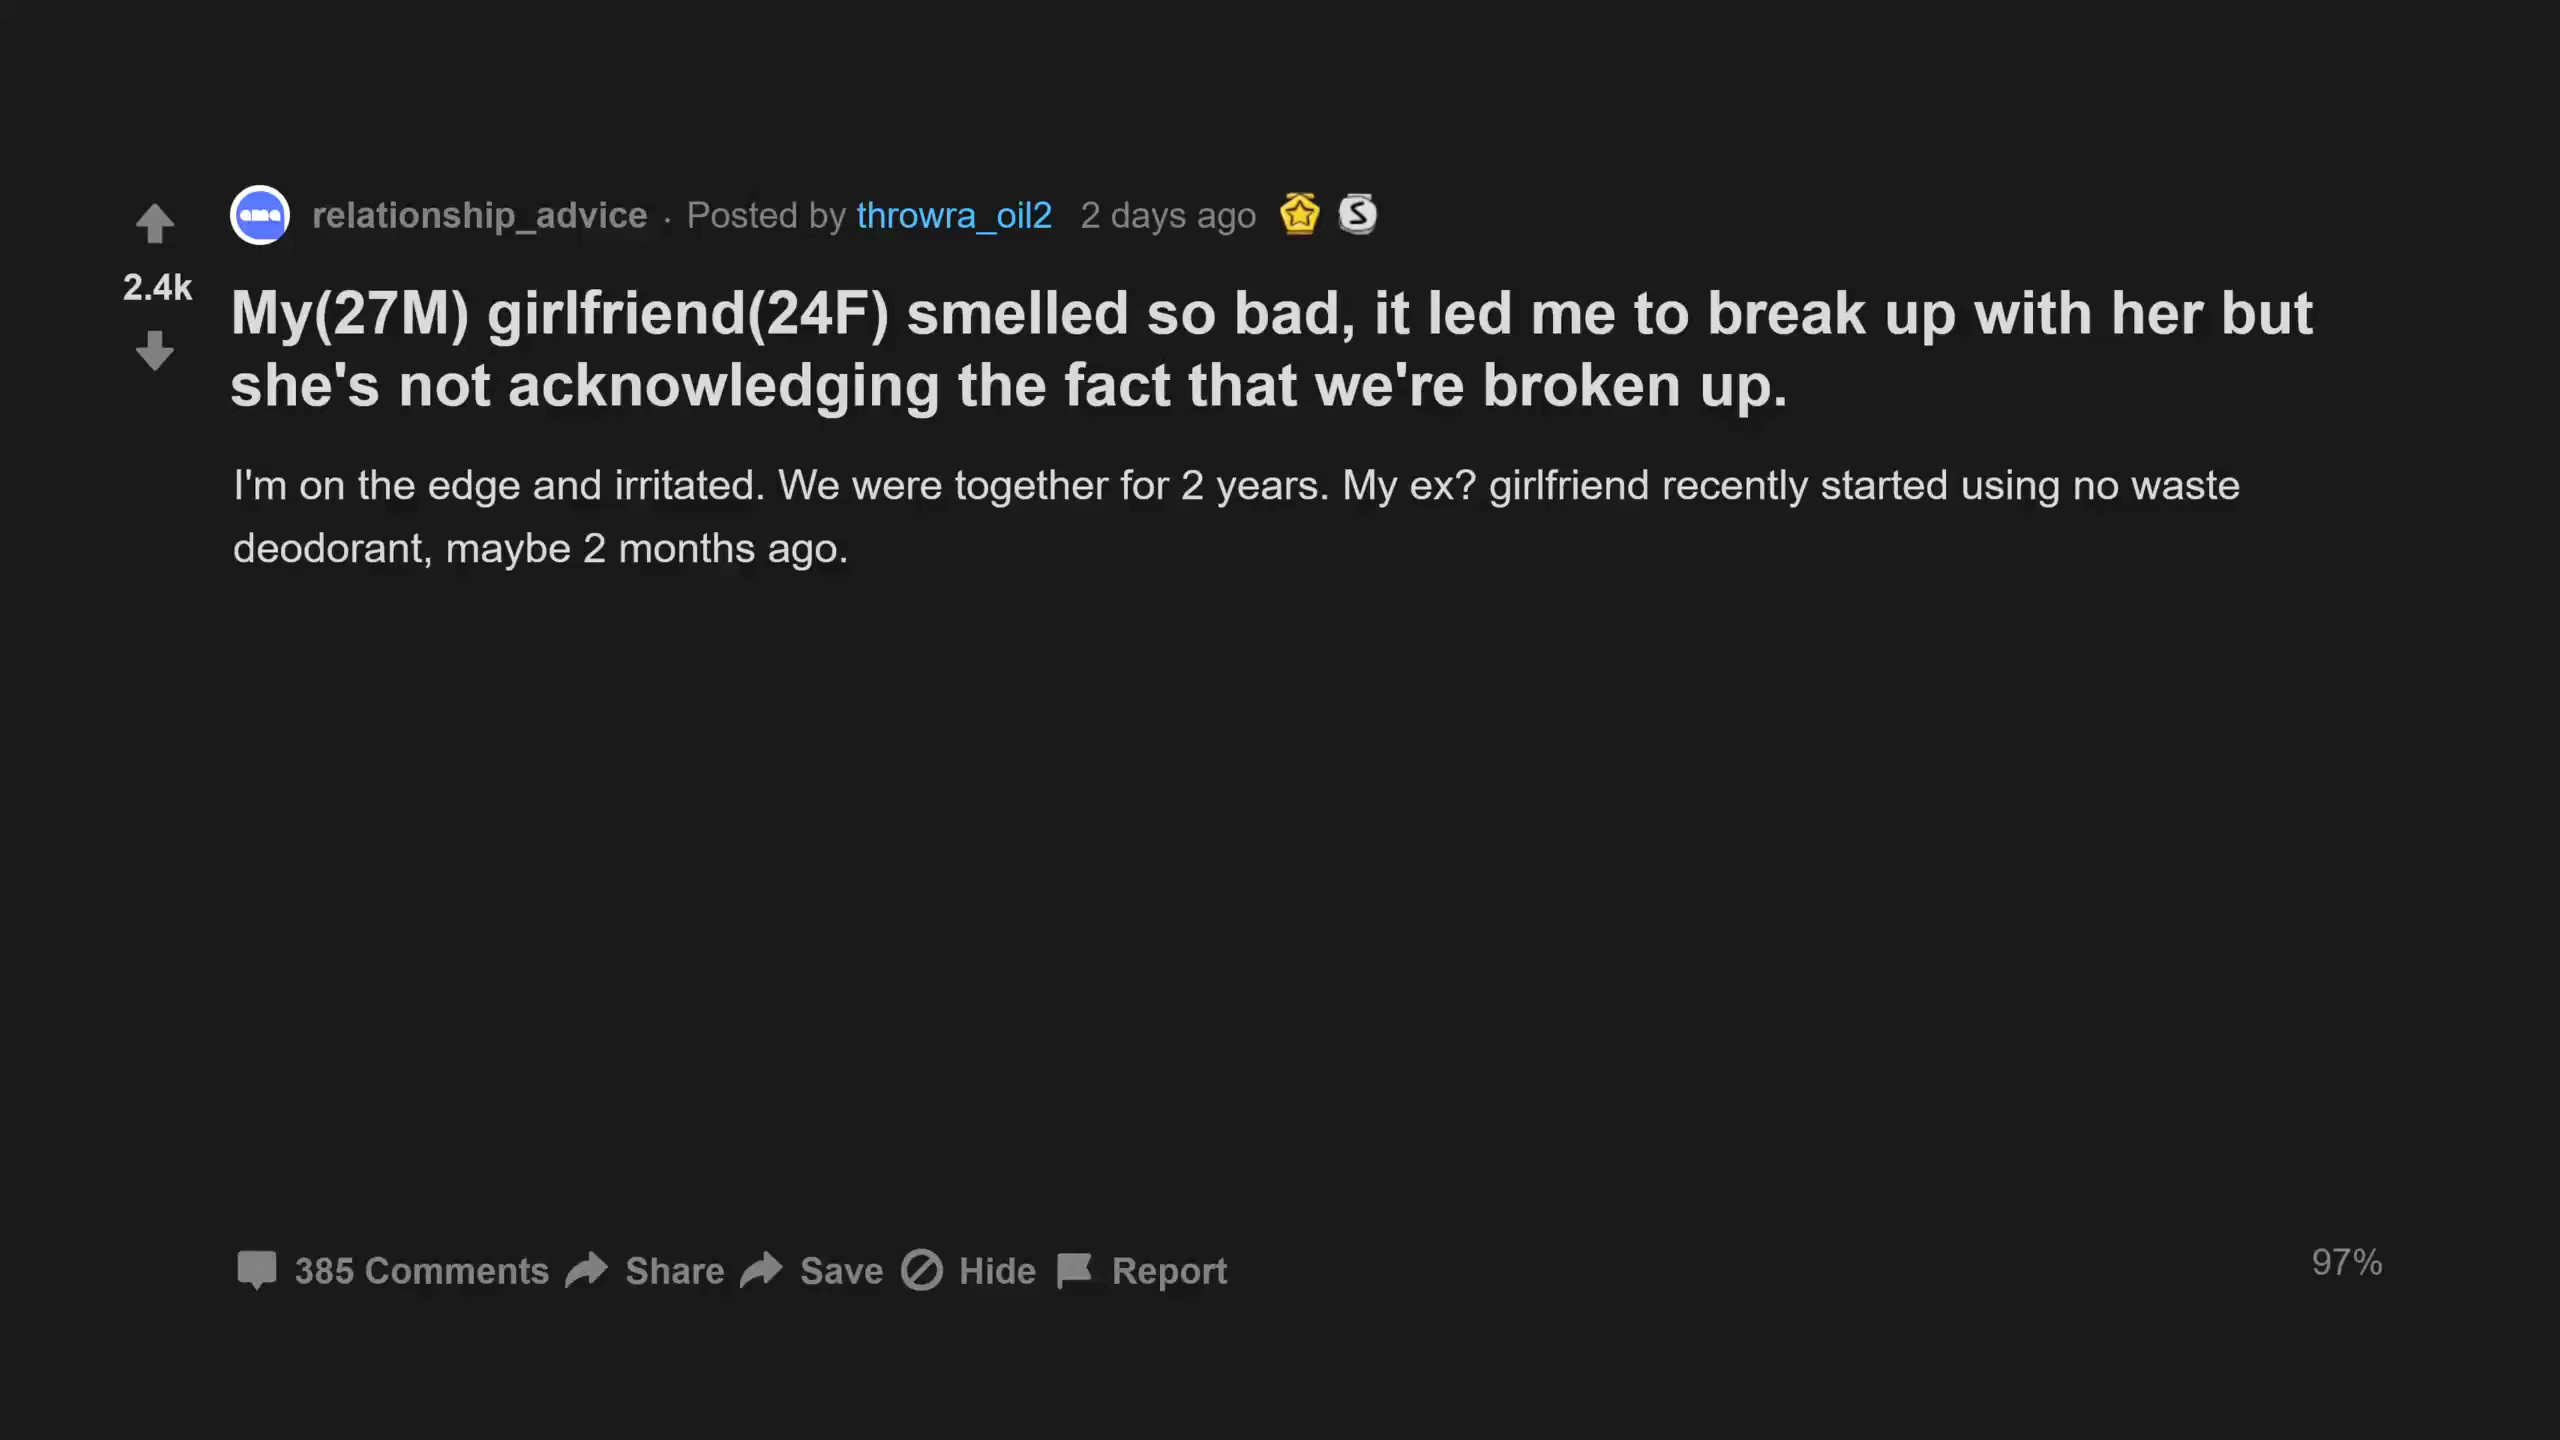 relationship_advice · Posted by throwra_oil2 2 days ago
2.4k
My(27M) girlfriend(24F) smelled so bad, it led me to break up with her but
she's not acknowledging the fact that we're broken up.
I'm on the edge and irritated. We were together for 2 years. My ex? girlfriend recently started using no waste
deodorant, maybe 2 months ago.
385 Comments Share Save Hide Report
97%